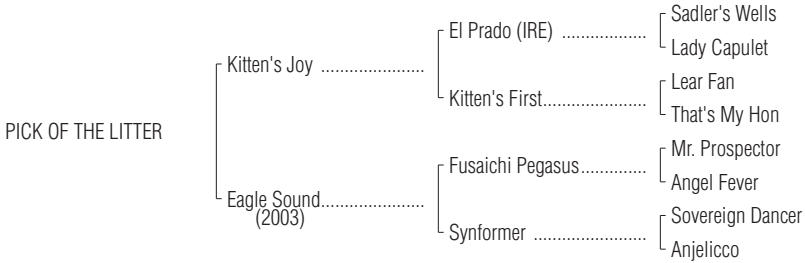 Sadler's Wells
El Prado (IRE) ..................
Lady Capulet
Kitten's Joy ......................
Lear Fan
Kitten's First......................
That's My Hon
PICK OF THE LITTER
Mr. Prospector
Fusaichi Pegasus..............
Angel Fever
Eagle Sound......................
(2003)
Sovereign Dancer
Synformer ........................
Anjelicco